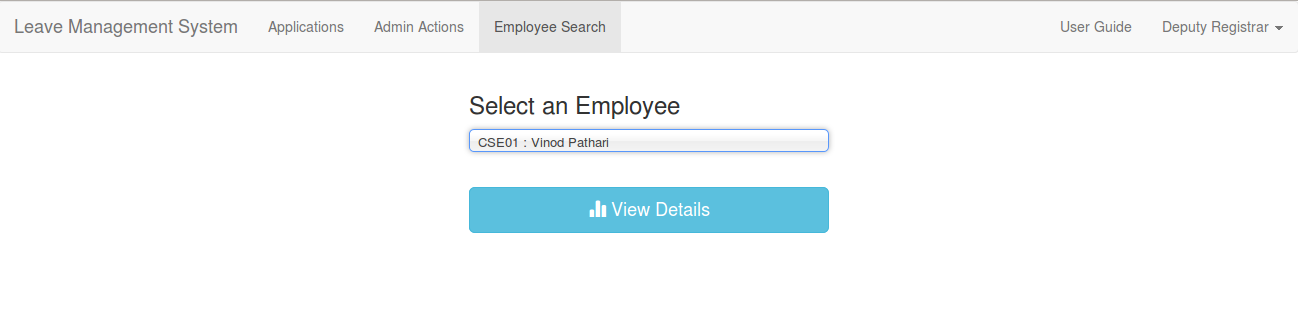 Leave Management System Applications Admin Actions Employee Search User Guide Deputy Registrar
Select an Employee
CSE01 : Vinod Pathari
View Details